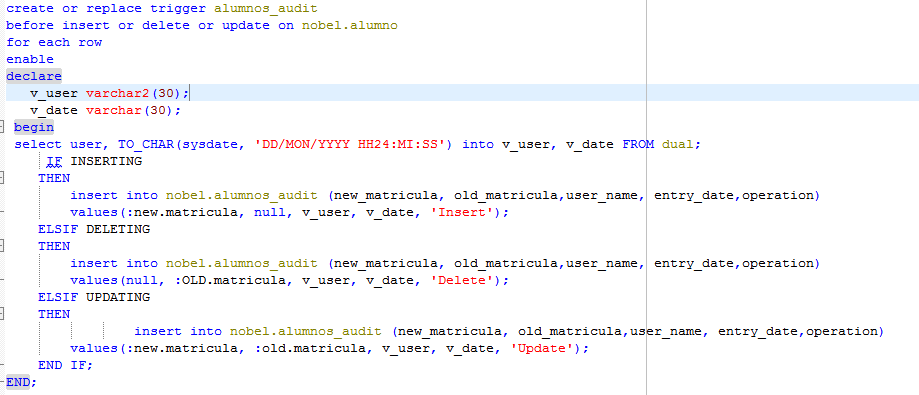 create or replace trigger alumnos_audit
before insert or delete or update on nobel.alumno
for each row
enable
declare
v_user varchar2(30);
v_date varchar(30);
begin
select user, TO_CHAR(sysdate, 'DD/MON/YYYY HH24:MI:SS') into v_user, v_date FROM dual;
IF INSERTING
THEN
insert into nobel.alumnos_audit (new_matricula, old_matricula,user_name, entry_date,operation)
values(:new.matricula, null, v_user, v_date, 'Insert');
ELSIF DELETING
THEN
insert into nobel.alumnos_audit (new_matricula, old_matricula,user_name, entry_date,operation)
values(null, :OLD.matricula, v_user, v_date, 'Delete');
ELSIF UPDATING
THEN
insert into nobel.alumnos_audit (new_matricula, old_matricula,user_name, entry_date,operation)
values(:new.matricula, :old.matricula, v_user, v_date, 'Update');
END IF;
END;